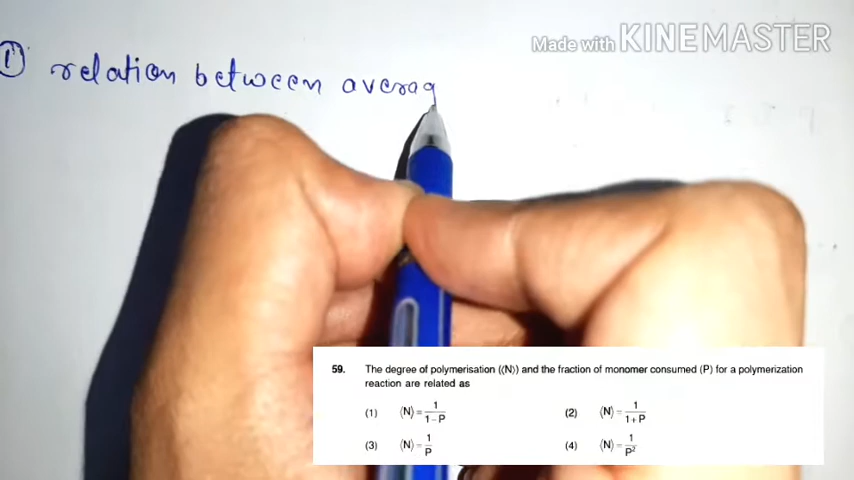 Made with KINEMASTER
① relation between averag
59. The degree of polymerisation (⟨N⟩) and the fraction of monomer consumed (P) for a polymerization
reaction are related as
(1) ⟨N⟩ = 1/(1 – P) (2) ⟨N⟩ = 1/(1 + P)
(3) ⟨N⟩ = 1/P (4) ⟨N⟩ = 1/P²